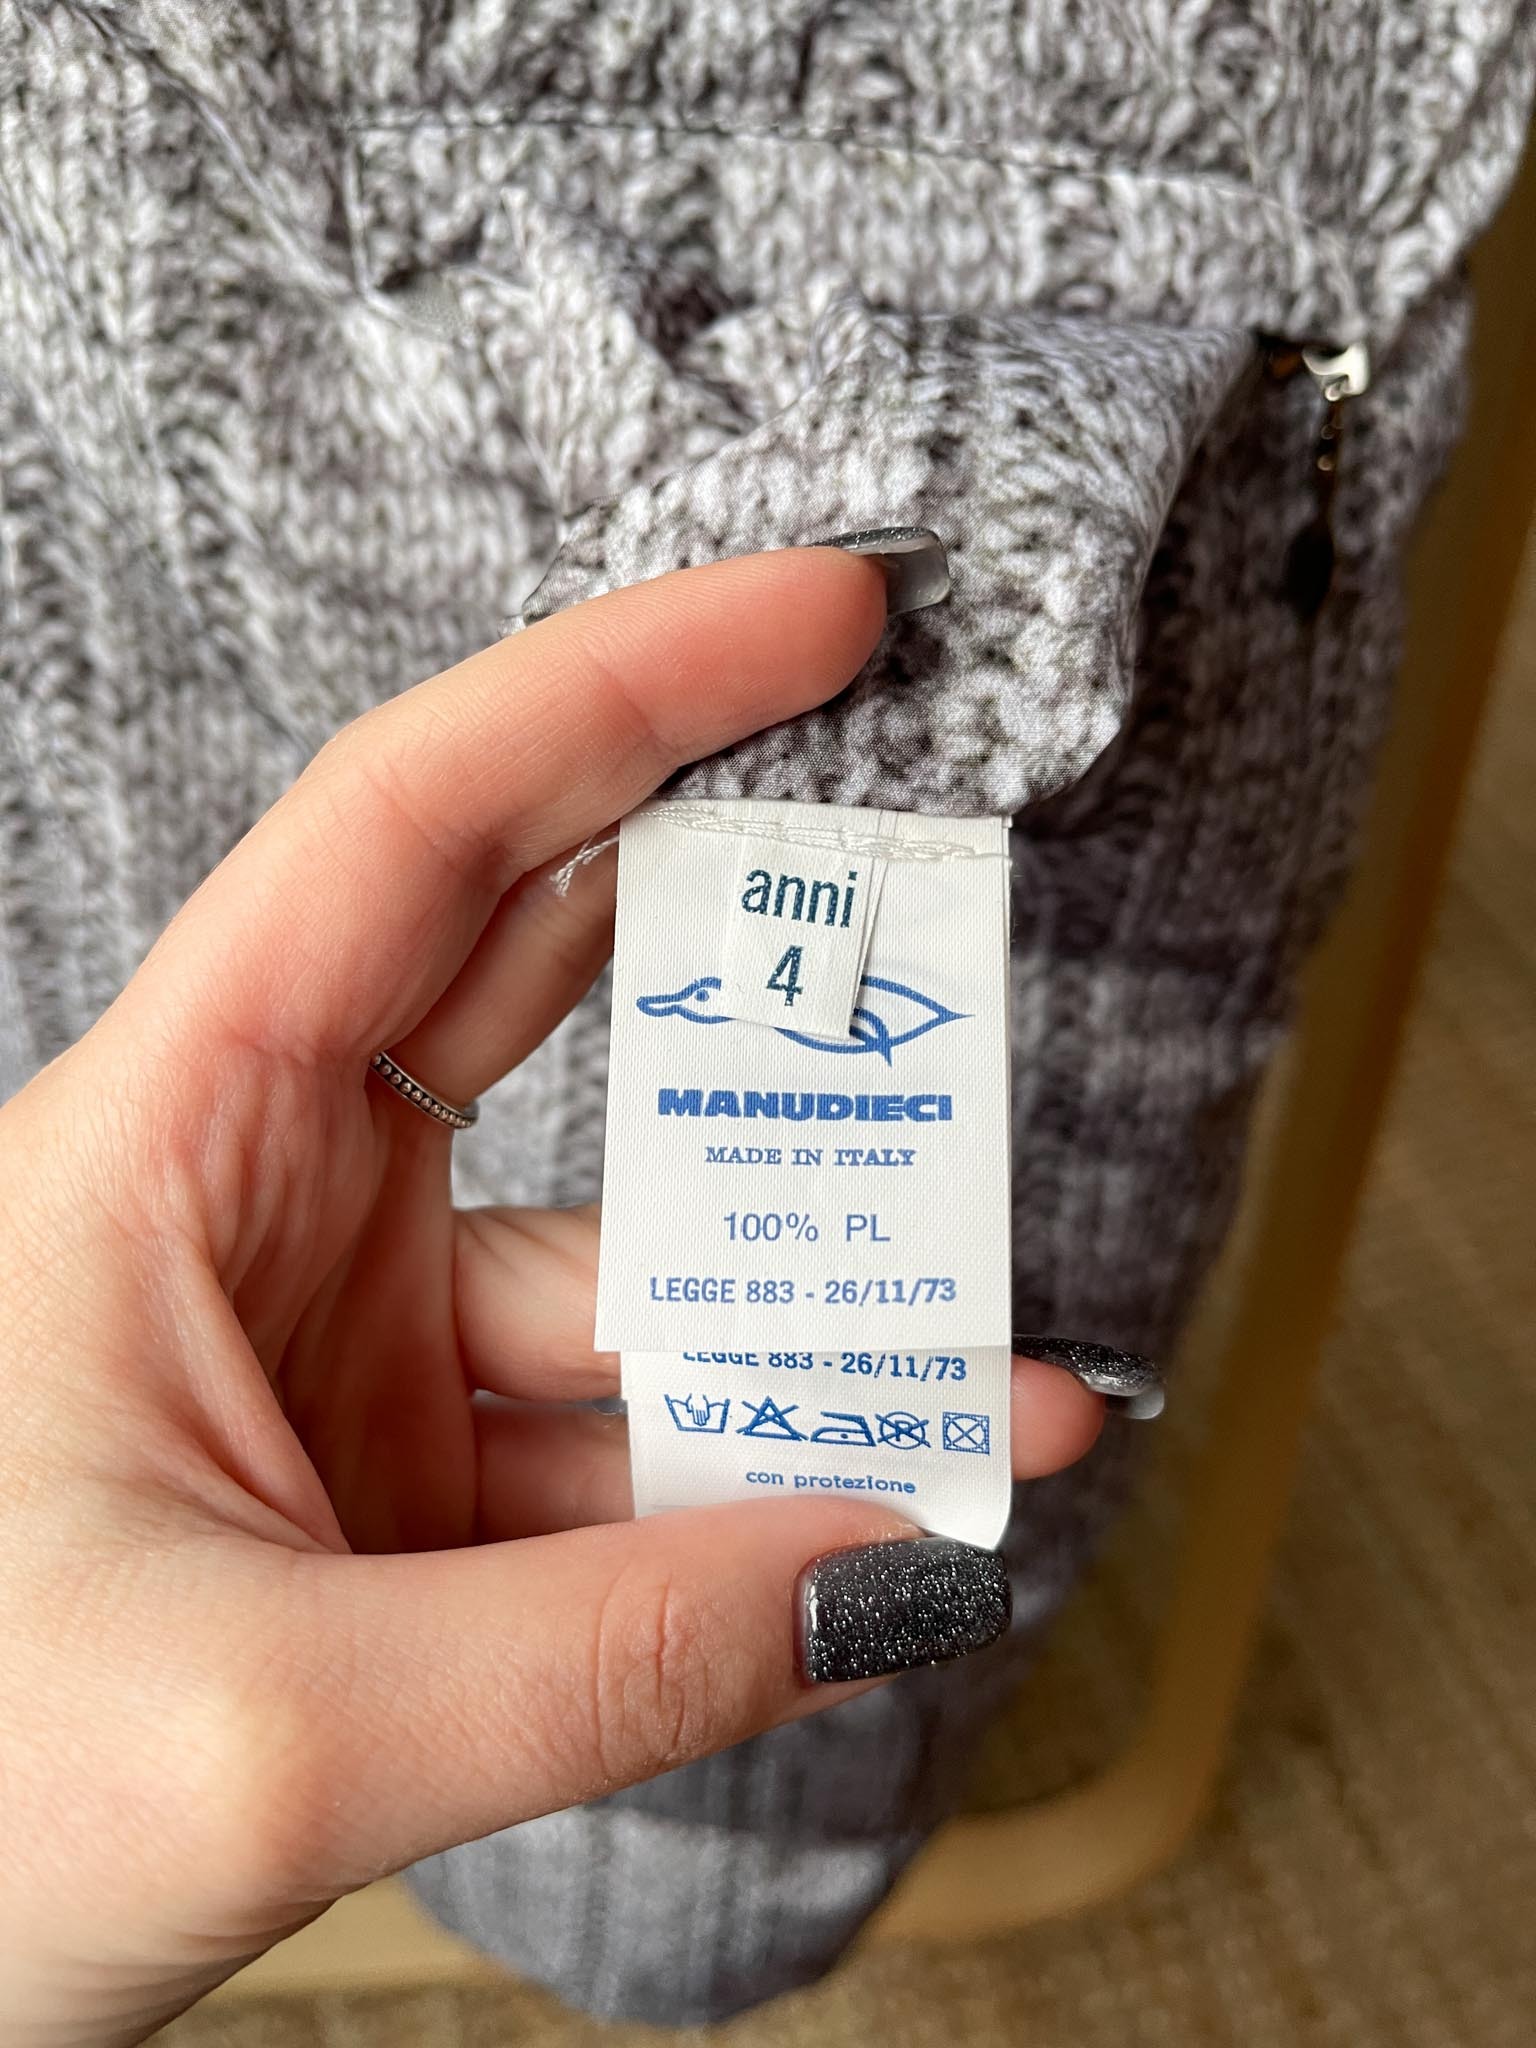 anni
4
MANUDIECI
MADE IN ITALY
100% PL
LEGGE 883 - 26/11/73
LEGGE 883 - 26/11/73
P
con protezione